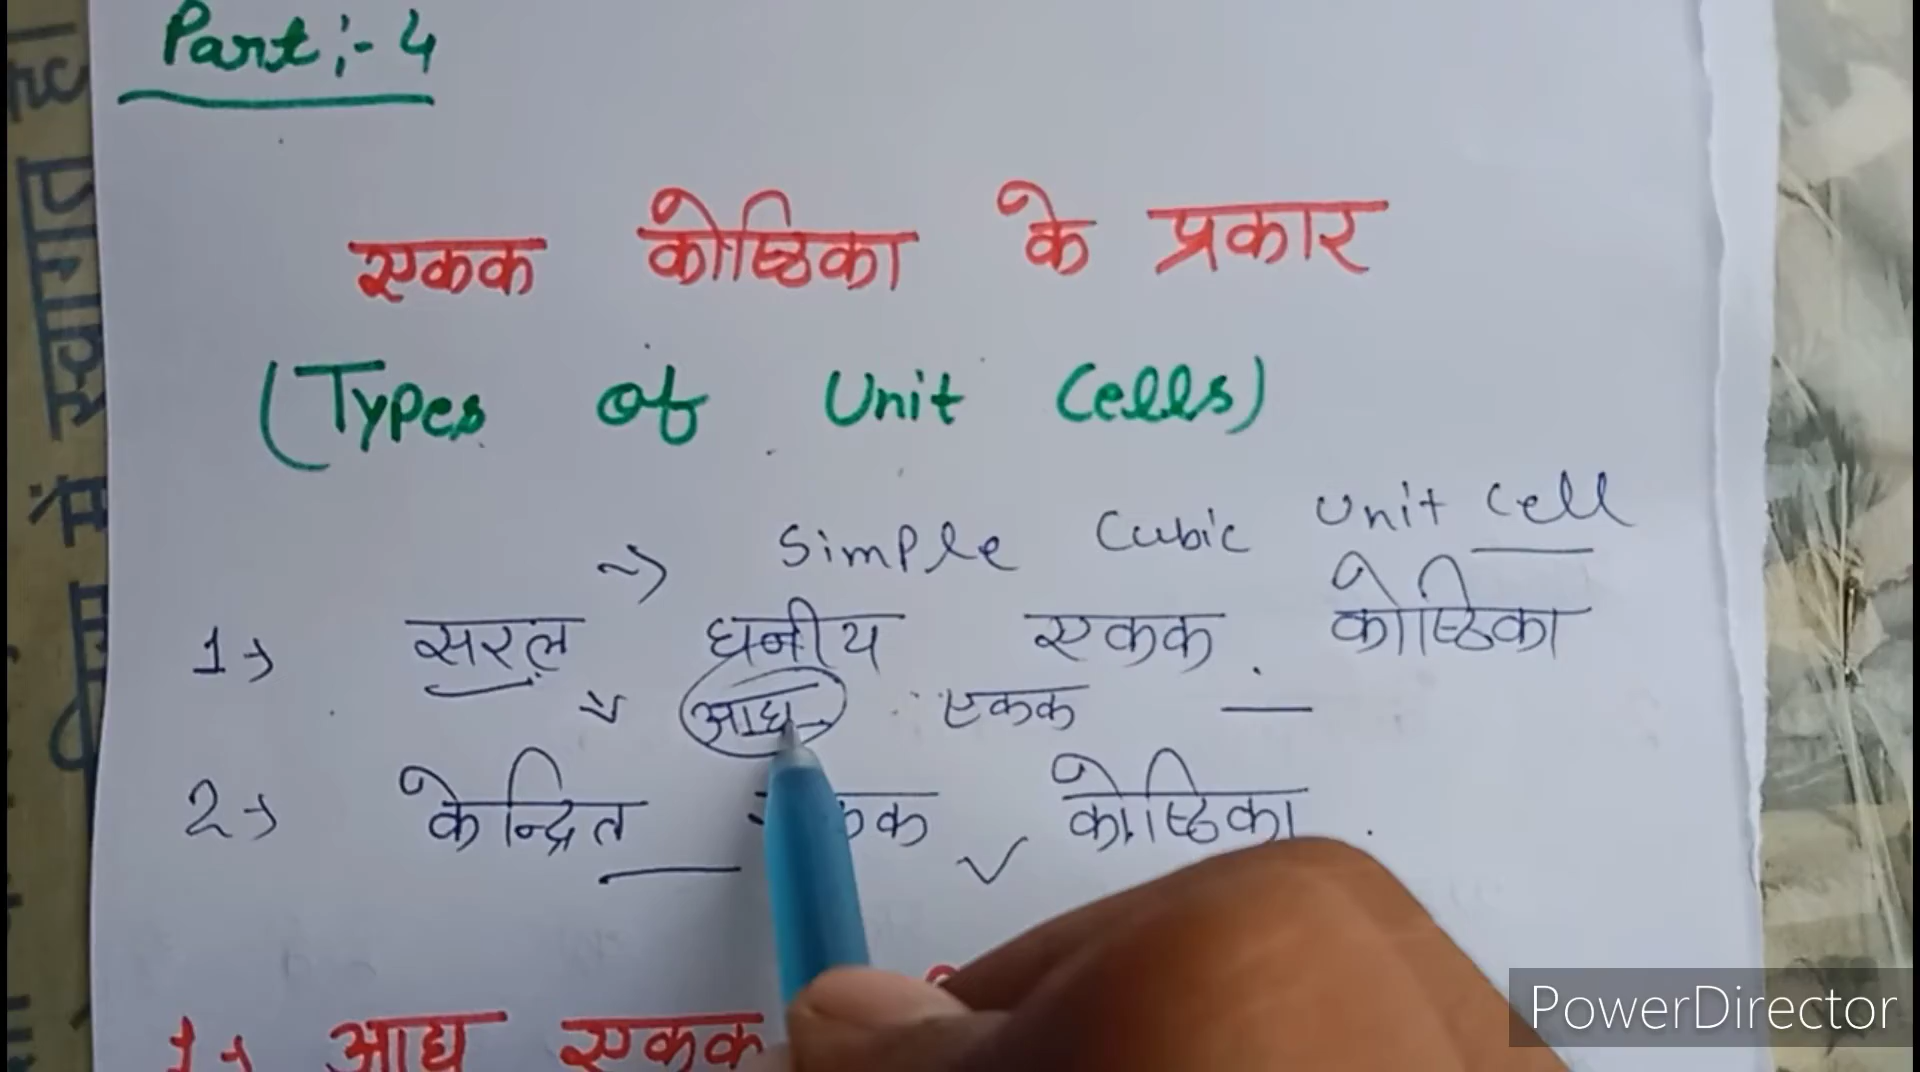 Part:- 4
एकक कोष्ठिका के प्रकार
(Types of Unit Cells)
~> Simple Cubic Unit Cell
1→ सरल घनीय एकक कोष्ठिका
आद्य एकक —
2→ केन्द्रित कोष्ठिका
1→ आद्य एकक
PowerDirector